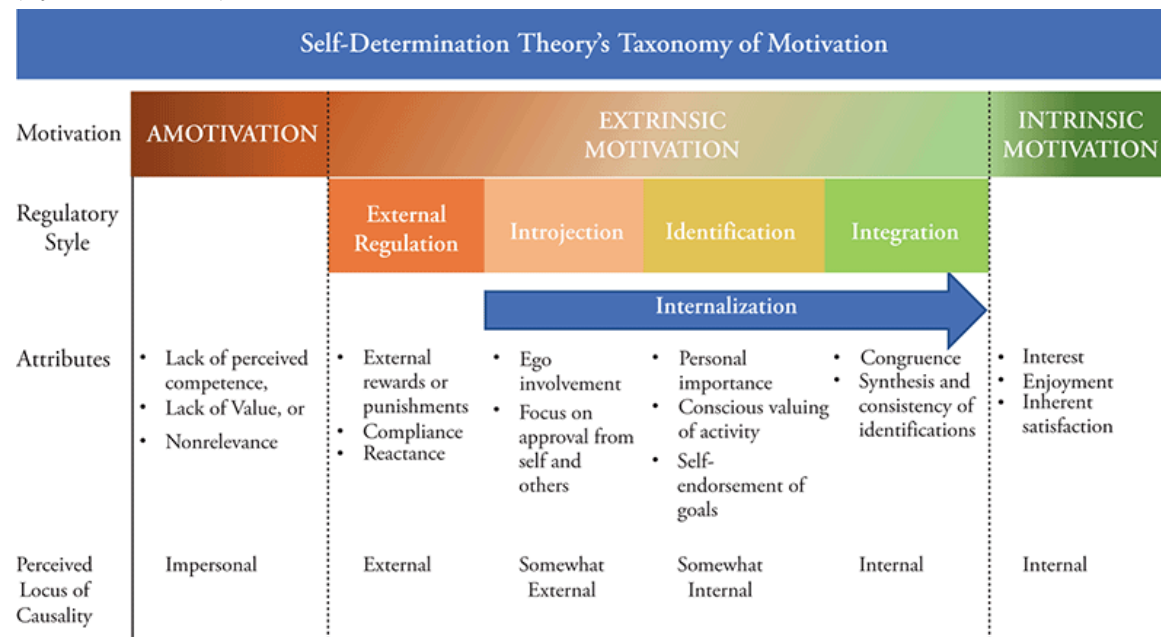 Self-Determination Theory's Taxonomy of Motivation
Motivation
AMOTIVATION
EXTRINSIC
MOTIVATION
INTRINSIC
MOTIVATION
Regulatory
Style
External
Regulation
Introjection
Identification
Integration
Internalization
Attributes
• Lack of perceived
competence,
• Lack of Value, or
• Nonrelevance
• External
rewards or
punishments
• Compliance
• Reactance
• Ego
involvement
• Focus on
approval from
self and
others
• Personal
importance
• Conscious valuing
of activity
• Self-
endorsement of
goals
• Congruence
• Synthesis and
consistency of
identifications
• Interest
• Enjoyment
• Inherent
satisfaction
Perceived
Locus of
Causality
Impersonal
External
Somewhat
External
Somewhat
Internal
Internal
Internal